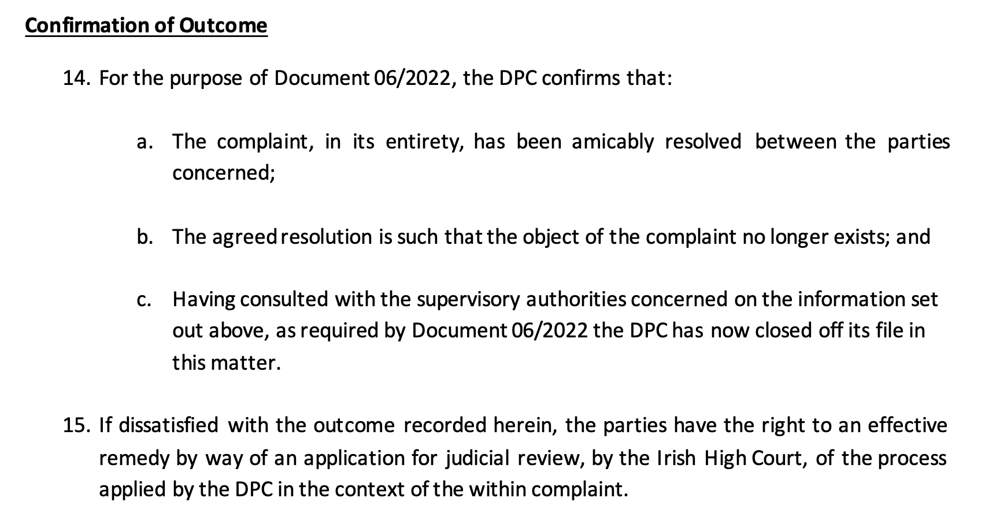 Confirmation of Outcome
14. For the purpose of Document 06/2022, the DPC confirms that:
a. The complaint, in its entirety, has been amicably resolved between the parties
concerned;
b. The agreed resolution is such that the object of the complaint no longer exists; and
c. Having consulted with the supervisory authorities concerned on the information set
out above, as required by Document 06/2022 the DPC has now closed off its file in
this matter.
15. If dissatisfied with the outcome recorded herein, the parties have the right to an effective
remedy by way of an application for judicial review, by the Irish High Court, of the process
applied by the DPC in the context of the within complaint.